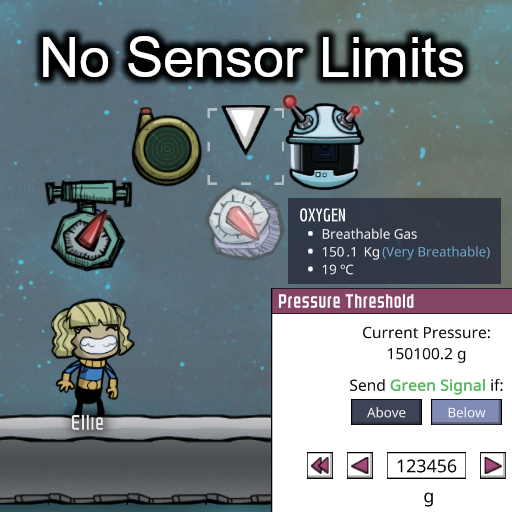 No Sensor Limits
OXYGEN
• Breathable Gas
• 150.1 Kg (Very Breathable)
• 19 °C
Pressure Threshold
Current Pressure:
150100.2 g
Send Green Signal if:
Above Below
123456
g
Ellie